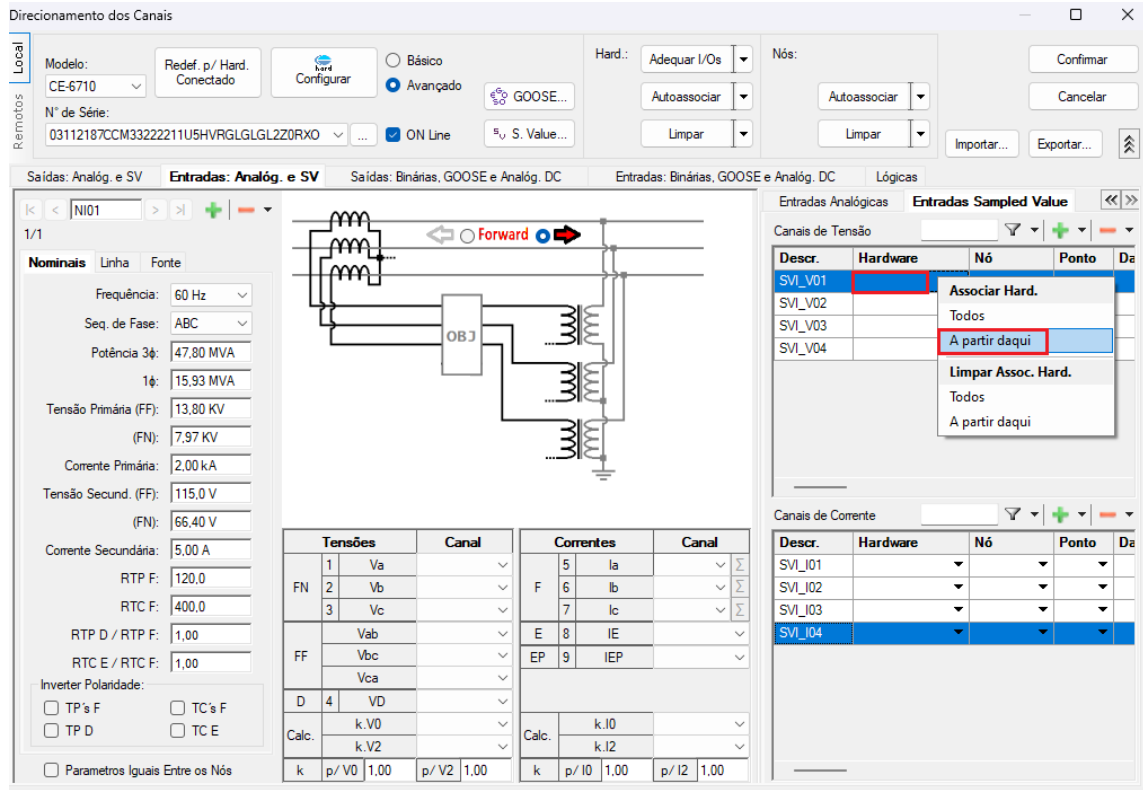 Direcionamento dos Canais
Local
Remotos
Modelo:
CE-6710
Redef. p/ Hard. Conectado
hard
Configurar
Básico
Avançado
GOOSE...
Hard.:
Adequar I/Os
Nós:
Confirmar
Autoassociar
Autoassociar
Cancelar
N° de Série:
03112187CCM33222211U5HVRGLGLGL2Z0RXO
...
ON Line
S. Value...
Limpar
Limpar
Importar...
Exportar...
Saídas: Analóg. e SV
Entradas: Analóg. e SV
Saídas: Binárias, GOOSE e Analóg. DC
Entradas: Binárias, GOOSE e Analóg. DC
Lógicas
NI01
1/1
Nominais
Linha
Fonte
Frequência: 60 Hz
Seq. de Fase: ABC
Potência 3ϕ: 47,80 MVA
1ϕ: 15,93 MVA
Tensão Primária (FF): 13,80 KV
(FN): 7,97 KV
Corrente Primária: 2,00 kA
Tensão Secund. (FF): 115,0 V
(FN): 66,40 V
Corrente Secundária: 5,00 A
RTP F: 120,0
RTC F: 400,0
RTP D / RTP F: 1,00
RTC E / RTC F: 1,00
Inverter Polaridade:
TP´s F
TC´s F
TP D
TC E
Parametros Iguais Entre os Nós
Forward
OBJ
Tensões Canal
FN
1 Va
2 Vb
3 Vc
FF
Vab
Vbc
Vca
D 4 VD
Calc.
k.V0
k.V2
k p/ V0 1,00 p/ V2 1,00
Correntes Canal
F
5 Ia Σ
6 Ib Σ
7 Ic Σ
E 8 IE
EP 9 IEP
Calc.
k.I0
k.I2
k p/ I0 1,00 p/ I2 1,00
Entradas Analógicas
Entradas Sampled Value
Canais de Tensão
Descr. Hardware Nó Ponto Da
SVI_V01
SVI_V02
SVI_V03
SVI_V04
Associar Hard.
Todos
A partir daqui
Limpar Assoc. Hard.
Todos
A partir daqui
Canais de Corrente
Descr. Hardware Nó Ponto Da
SVI_I01
SVI_I02
SVI_I03
SVI_I04